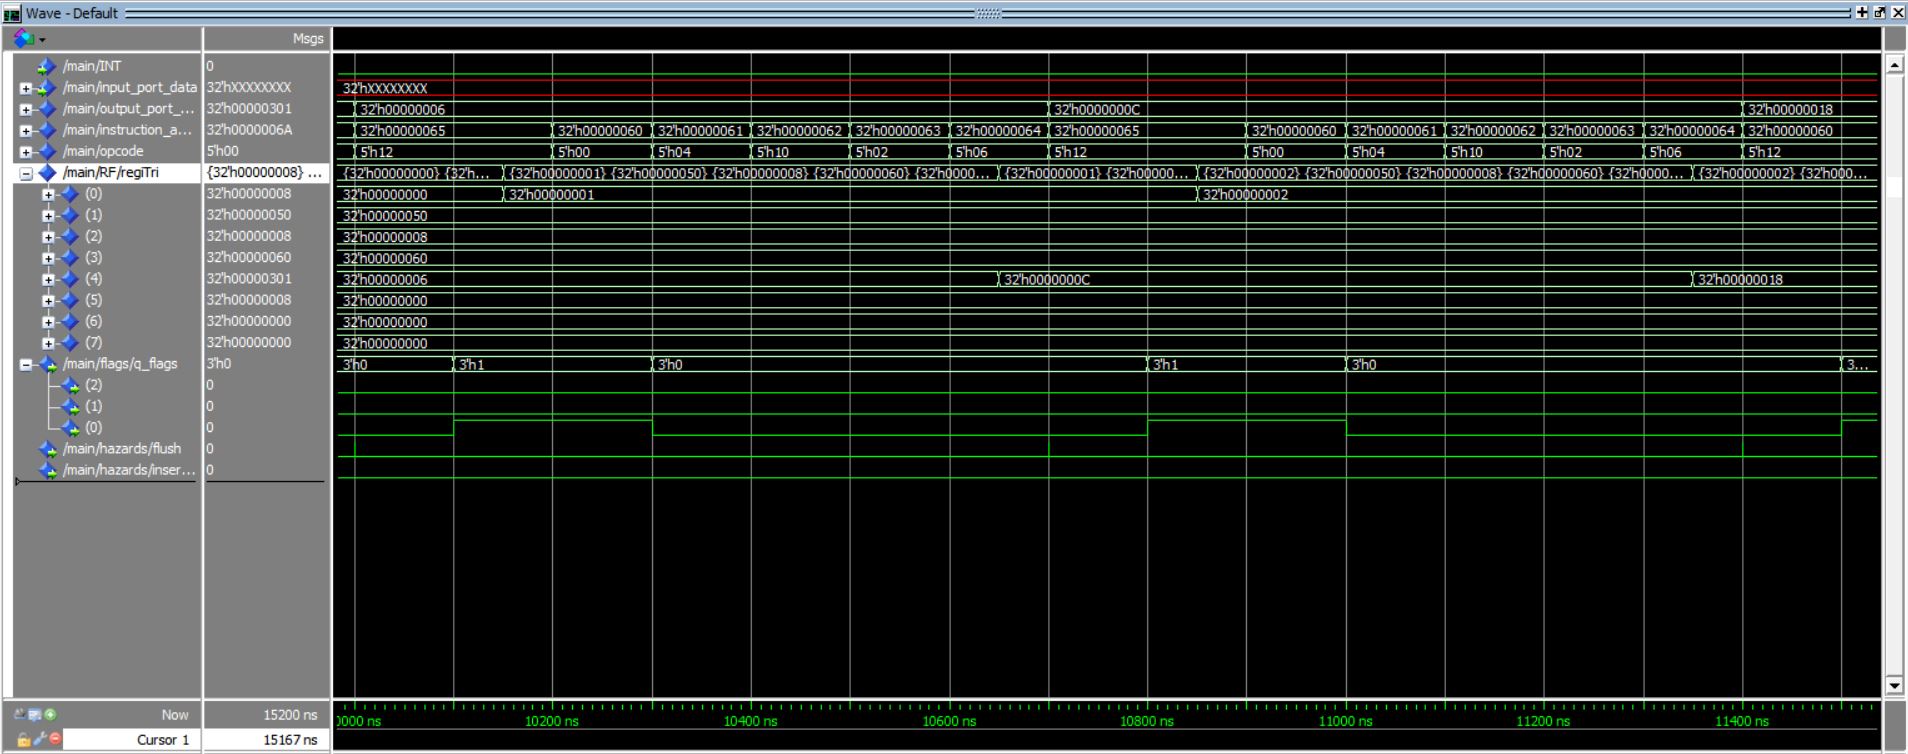 Wave - Default
Msgs
/main/INT 0
/main/input_port_data 32'hXXXXXXXX 32'hXXXXXXXX
/main/output_port_... 32'h00000301 32'h00000006 32'h0000000C 32'h00000018
/main/instruction_a... 32'h0000006A 32'h00000065 32'h00000060 32'h00000061 32'h00000062 32'h00000063 32'h00000064 32'h00000065 32'h00000060 32'h00000061 32'h00000062 32'h00000063 32'h00000064 32'h00000060
/main/opcode 5'h00 5'h12 5'h00 5'h04 5'h10 5'h02 5'h06 5'h12 5'h00 5'h04 5'h10 5'h02 5'h06 5'h12
/main/RF/regiTri {32'h00000008} ... {32'h00000000} {32'h... {32'h00000001} {32'h00000050} {32'h00000008} {32'h00000060} {32'h0000... {32'h00000001} {32'h00000... {32'h00000002} {32'h00000050} {32'h00000008} {32'h00000060} {32'h0000... {32'h00000002} {32'h000...
(0) 32'h00000008 32'h00000000 32'h00000001 32'h00000002
(1) 32'h00000050 32'h00000050
(2) 32'h00000008 32'h00000008
(3) 32'h00000060 32'h00000060
(4) 32'h00000301 32'h00000006 32'h0000000C 32'h00000018
(5) 32'h00000008 32'h00000000
(6) 32'h00000000 32'h00000000
(7) 32'h00000000 32'h00000000
/main/flags/q_flags 3'h0 3'h0 3'h1 3'h0 3'h1 3'h0 3...
(2) 0
(1) 0
(0) 0
/main/hazards/flush 0
/main/hazards/inser... 0
Now 15200 ns 0000 ns 10200 ns 10400 ns 10600 ns 10800 ns 11000 ns 11200 ns 11400 ns
Cursor 1 15167 ns